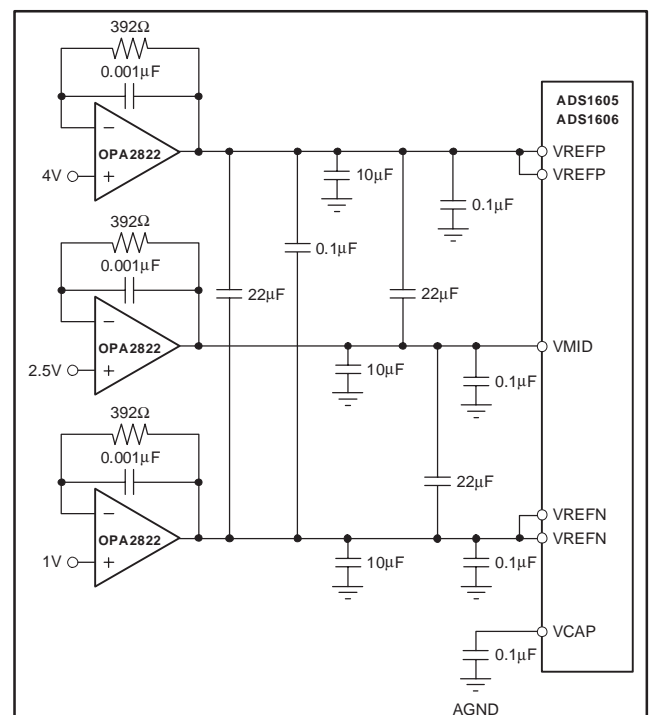 392Ω
0.001μF
OPA2822
4V
10μF
0.1μF
ADS1605
ADS1606
VREFP
VREFP
392Ω
0.001μF
0.1μF
22μF
22μF
OPA2822
2.5V
10μF
0.1μF
VMID
392Ω
0.001μF
22μF
OPA2822
1V
10μF
0.1μF
VREFN
VREFN
VCAP
0.1μF
AGND